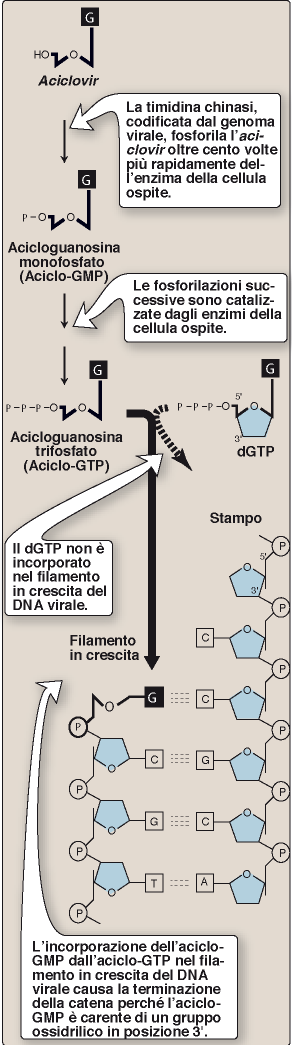 G
HO
O
Aciclovir
La timidina chinasi,
codificata dal genoma
virale, fosforila l'aci-
clovir oltre cento volte
più rapidamente del-
l'enzima della cellula
ospite.
G
P-O
O
Acicloguanosina
monofosfato
(Aciclo-GMP)
Le fosforilazioni suc-
cessive sono cataliz-
zate dagli enzimi della
cellula ospite.
G
P-P-P-O
O
Acicloguanosina
trifosfato
(Aciclo-GTP)
G
P-P-P-O
5'
O
3'
dGTP
Il dGTP non è
incorporato
nel filamento
in crescita del
DNA virale.
Stampo
P
5'
O
3'
P
Filamento
in crescita
C
O
P
O
G
C
O
P
P
O
C
G
O
P
P
O
G
C
O
P
P
O
T
A
O
P
P
L'incorporazione dell'aciclo-
GMP dall'aciclo-GTP nel fila-
mento in crescita del DNA
virale causa la terminazione
della catena perché l'aciclo-
GMP è carente di un gruppo
ossidrilico in posizione 3'.